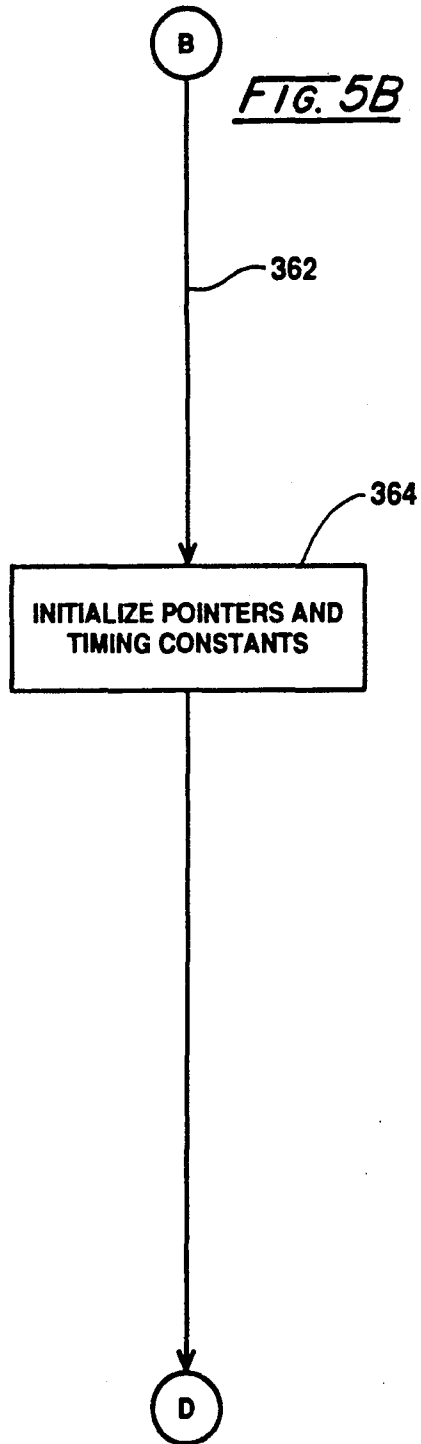 B
FIG. 5B
362
364
INITIALIZE POINTERS AND
TIMING CONSTANTS
D